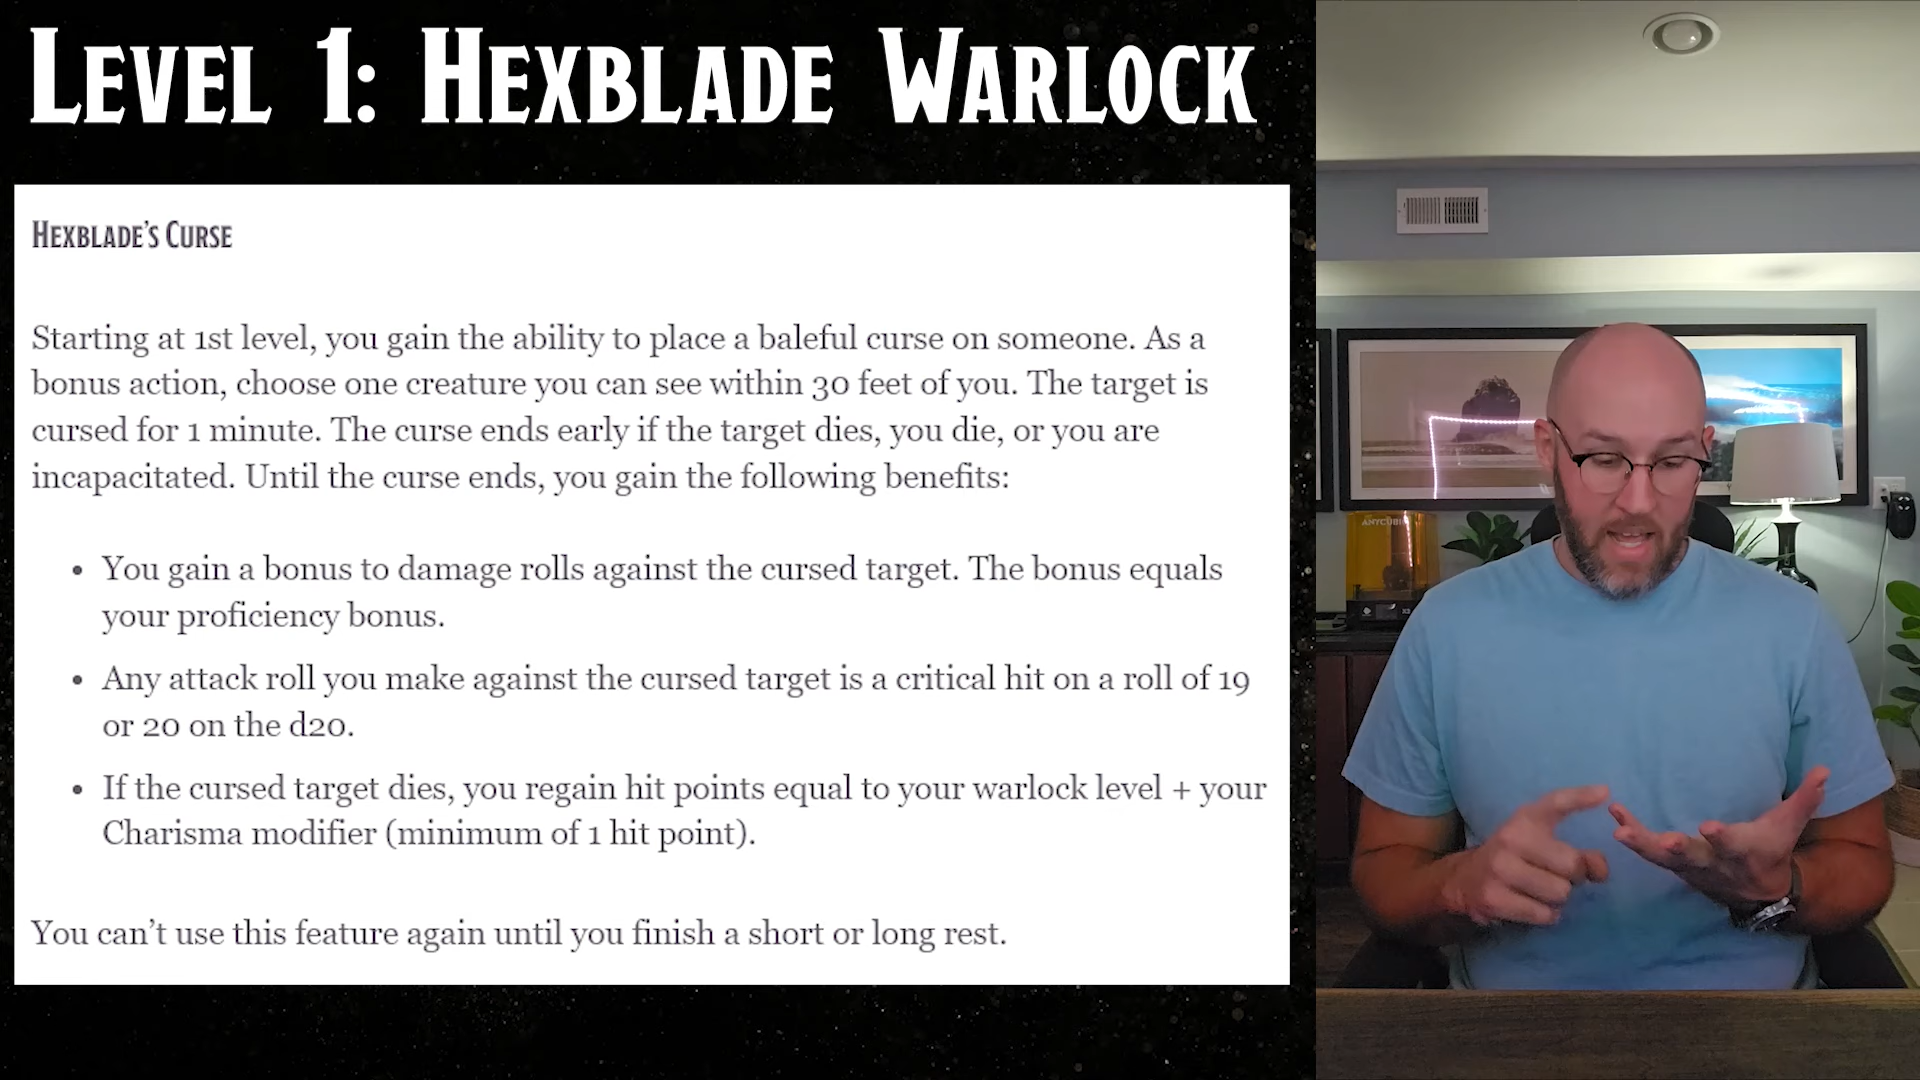 LEVEL 1: HEXBLADE WARLOCK
HEXBLADE’S CURSE
Starting at 1st level, you gain the ability to place a baleful curse on someone. As a
bonus action, choose one creature you can see within 30 feet of you. The target is
cursed for 1 minute. The curse ends early if the target dies, you die, or you are
incapacitated. Until the curse ends, you gain the following benefits:
• You gain a bonus to damage rolls against the cursed target. The bonus equals
your proficiency bonus.
• Any attack roll you make against the cursed target is a critical hit on a roll of 19
or 20 on the d20.
• If the cursed target dies, you regain hit points equal to your warlock level + your
Charisma modifier (minimum of 1 hit point).
You can’t use this feature again until you finish a short or long rest.